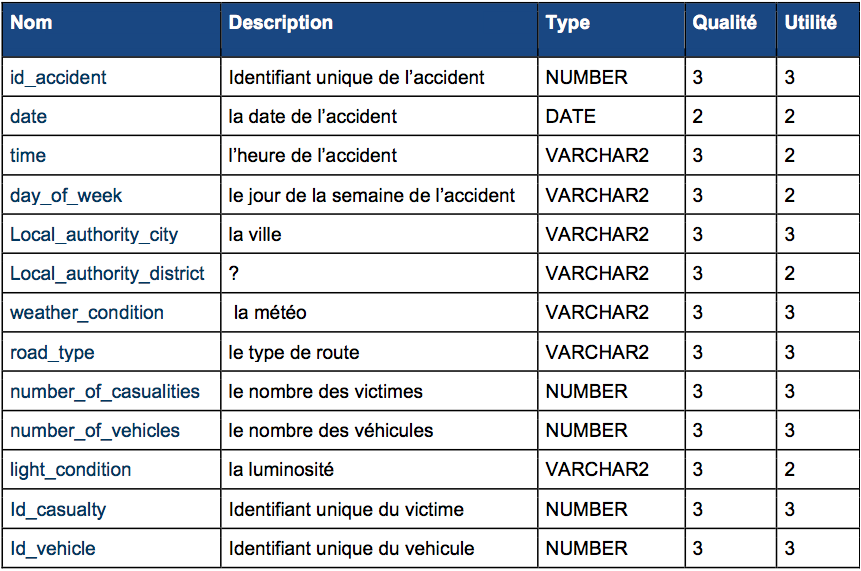 Nom Description Type Qualité Utilité
id_accident Identifiant unique de l’accident NUMBER 3 3
date la date de l’accident DATE 2 2
time l’heure de l’accident VARCHAR2 3 2
day_of_week le jour de la semaine de l’accident VARCHAR2 3 2
Local_authority_city la ville VARCHAR2 3 3
Local_authority_district ? VARCHAR2 3 2
weather_condition la météo VARCHAR2 3 3
road_type le type de route VARCHAR2 3 3
number_of_casualities le nombre des victimes NUMBER 3 3
number_of_vehicles le nombre des véhicules NUMBER 3 3
light_condition la luminosité VARCHAR2 3 2
Id_casualty Identifiant unique du victime NUMBER 3 3
Id_vehicle Identifiant unique du vehicule NUMBER 3 3